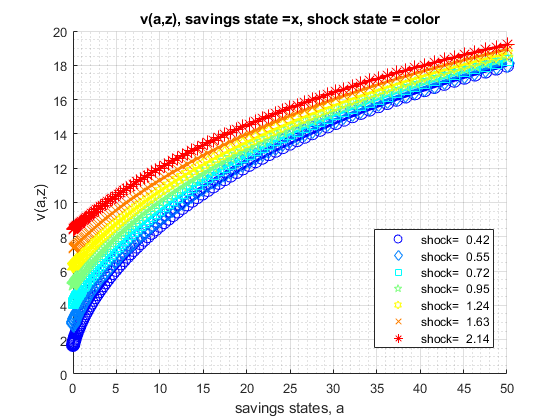 v(a,z), savings state =x, shock state = color
20
18
16
14
12
10
8
6
4
2
0
v(a,z)
shock= 0.42
shock= 0.55
shock= 0.72
shock= 0.95
shock= 1.24
shock= 1.63
shock= 2.14
0 5 10 15 20 25 30 35 40 45 50
savings states, a